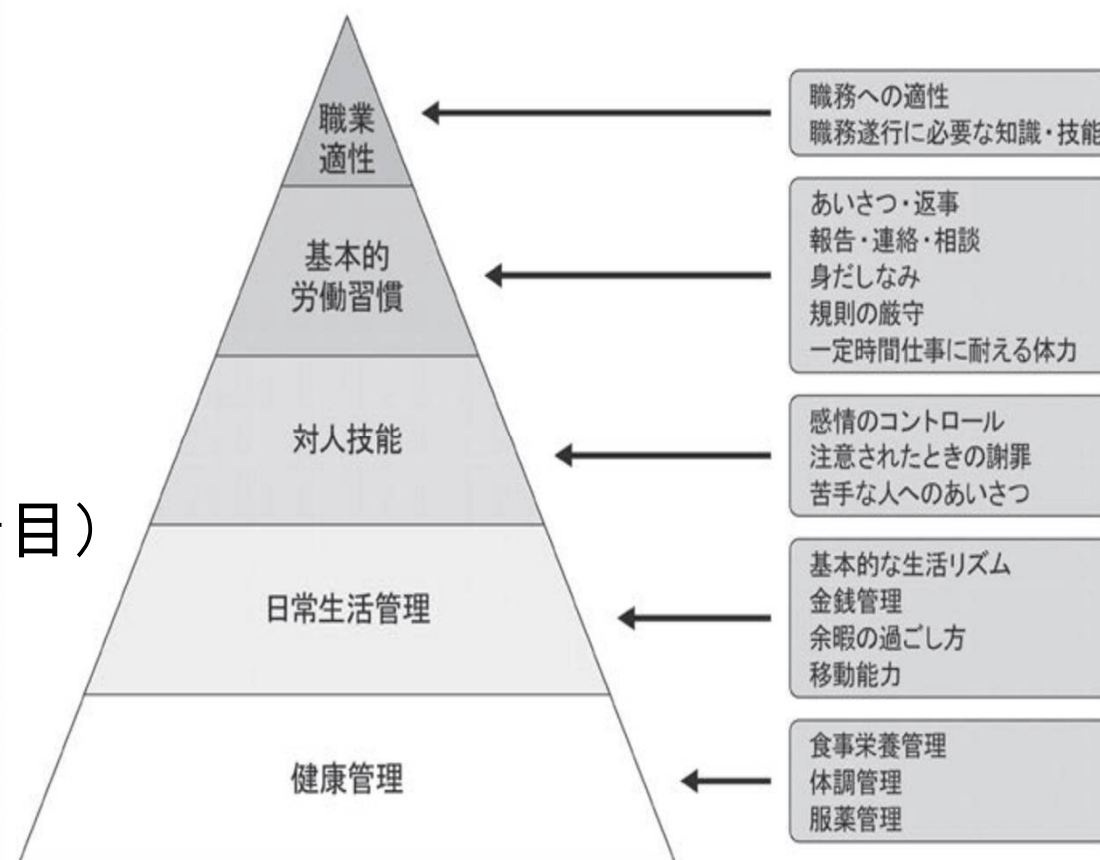 職業
適性
職務への適性
職務遂行に必要な知識・技能
基本的
労働習慣
あいさつ・返事
報告・連絡・相談
身だしなみ
規則の厳守
一定時間仕事に耐える体力
対人技能
感情のコントロール
注意されたときの謝罪
苦手な人へのあいさつ
目）
日常生活管理
基本的な生活リズム
金銭管理
余暇の過ごし方
移動能力
健康管理
食事栄養管理
体調管理
服薬管理